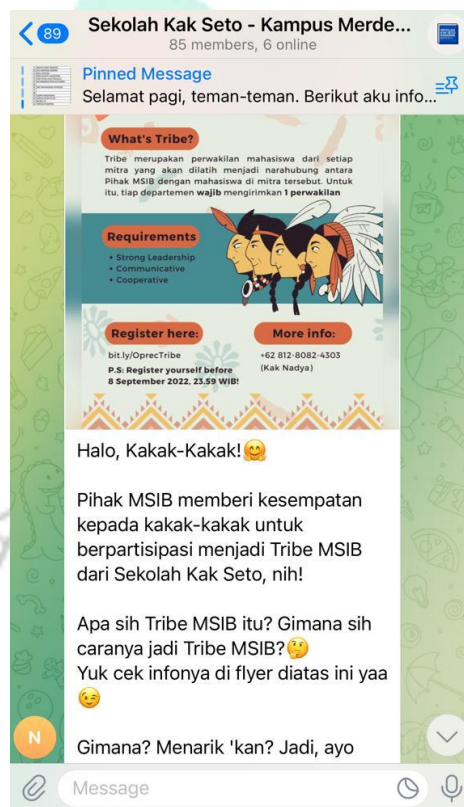 89
Sekolah Kak Seto - Kampus Merde...
85 members, 6 online
Pinned Message
Selamat pagi, teman-teman. Berikut aku info...
What's Tribe?
Tribe merupakan perwakilan mahasiswa dari setiap
mitra yang akan dilatih menjadi narahubung antara
Pihak MSIB dengan mahasiswa di mitra tersebut. Untuk
itu, tiap departemen wajib mengirimkan 1 perwakilan
Requirements
• Strong Leadership
• Communicative
• Cooperative
Register here:
bit.ly/OprecTribe
P.S: Register yourself before
8 September 2022, 23.59 WIB!
More info:
+62 812-8082-4303
(Kak Nadya)
Halo, Kakak-Kakak!🤗
Pihak MSIB memberi kesempatan
kepada kakak-kakak untuk
berpartisipasi menjadi Tribe MSIB
dari Sekolah Kak Seto, nih!
Apa sih Tribe MSIB itu? Gimana sih
caranya jadi Tribe MSIB?🤔
Yuk cek infonya di flyer diatas ini yaa
😉
N
Gimana? Menarik 'kan? Jadi, ayo
Message